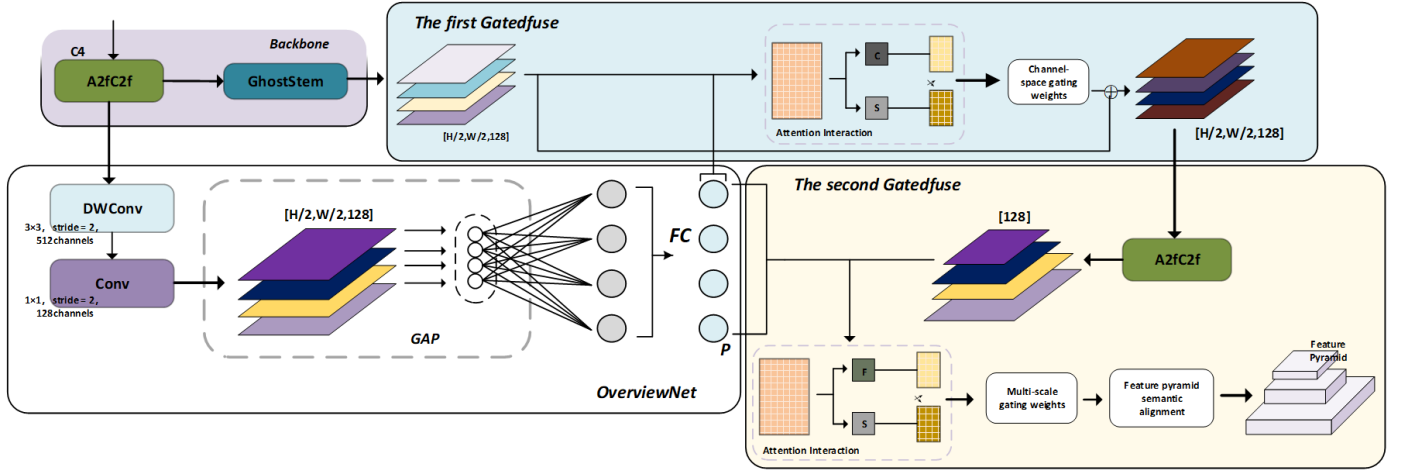 The first Gatedfuse
Backbone
C4
A2fC2f
GhostStem
[H/2,W/2,128]
C
S
Attention Interaction
Channel-
space gating
weights
[H/2,W/2,128]
DWConv
3×3, stride = 2,
512channels
Conv
1×1, stride = 2,
128channels
[H/2,W/2,128]
GAP
FC
P
OverviewNet
The second Gatedfuse
[128]
A2fC2f
F
S
Attention Interaction
Multi-scale
gating weights
Feature pyramid
semantic
alignment
Feature
Pyramid